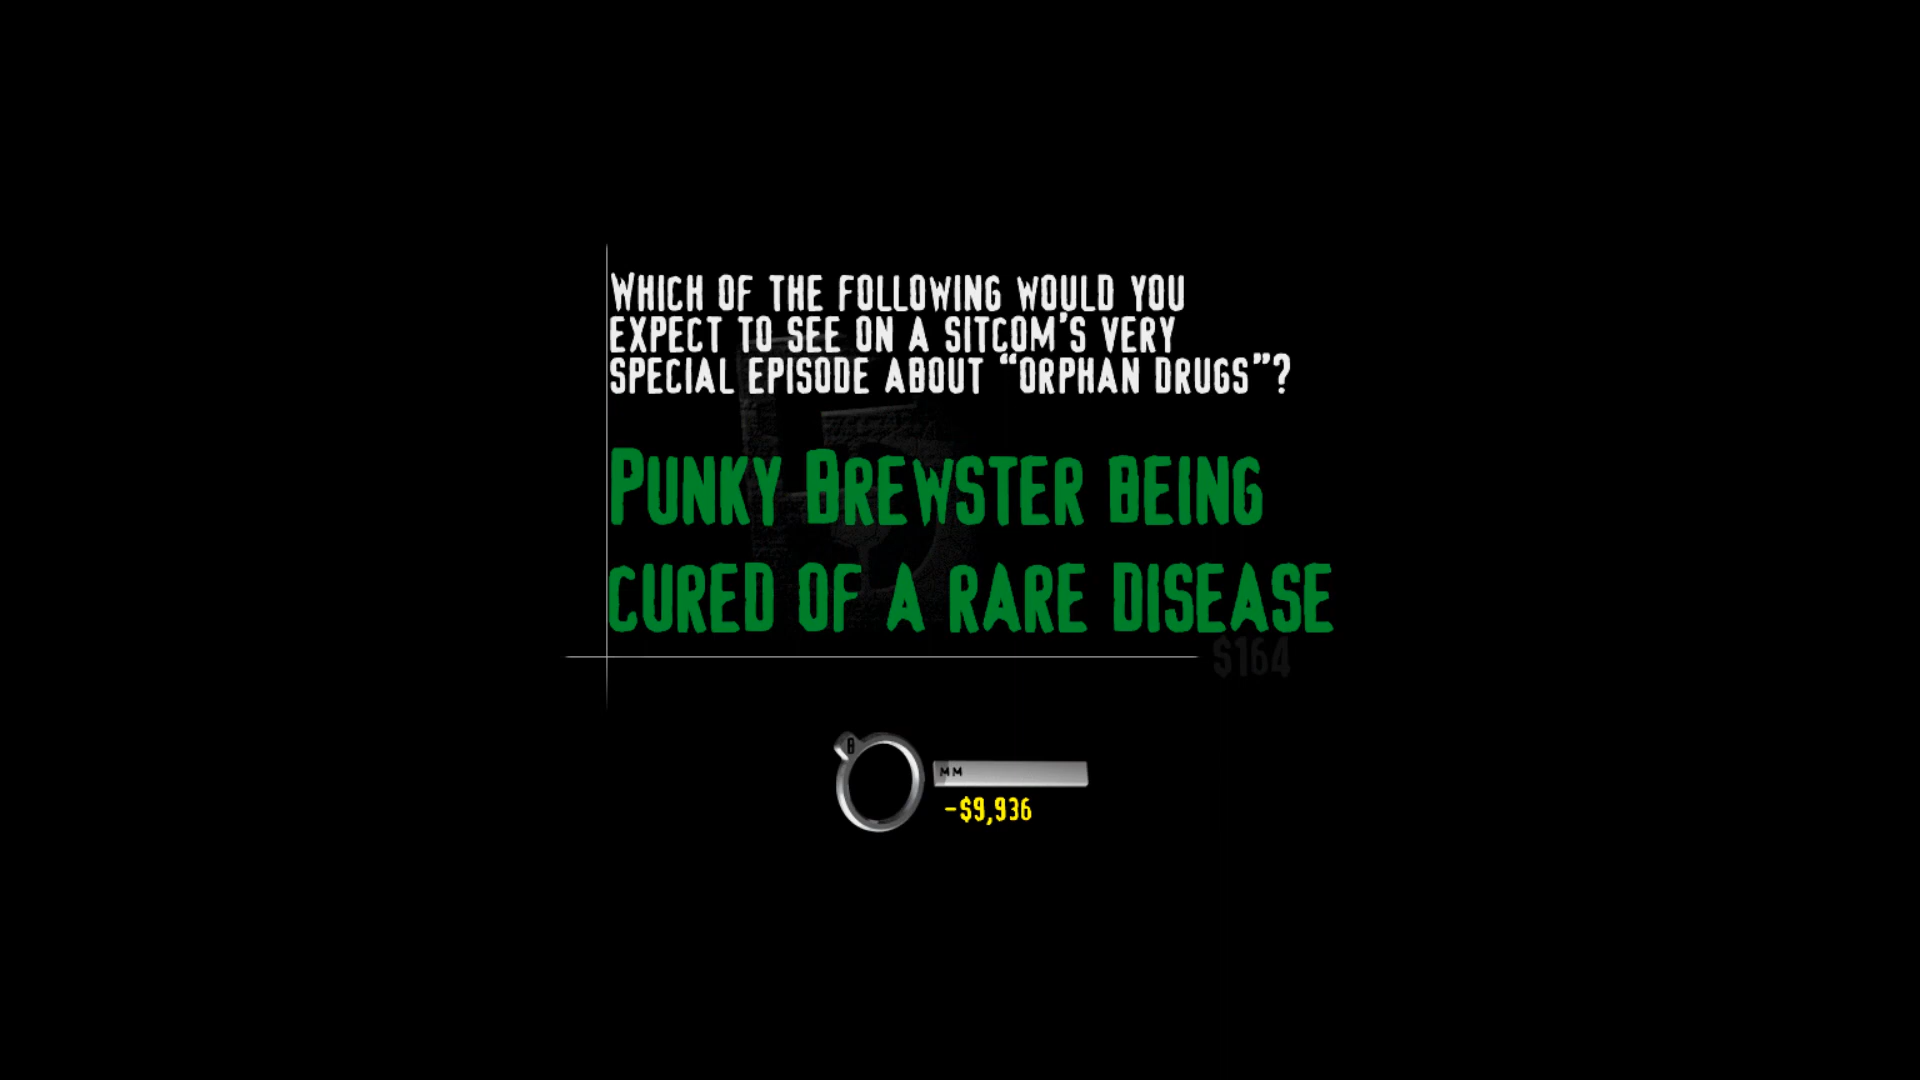 Which of the following would you
expect to see on a sitcom's very
special episode about “orphan drugs”?
Punky Brewster being
cured of a rare disease
$164
MM
-$9,936